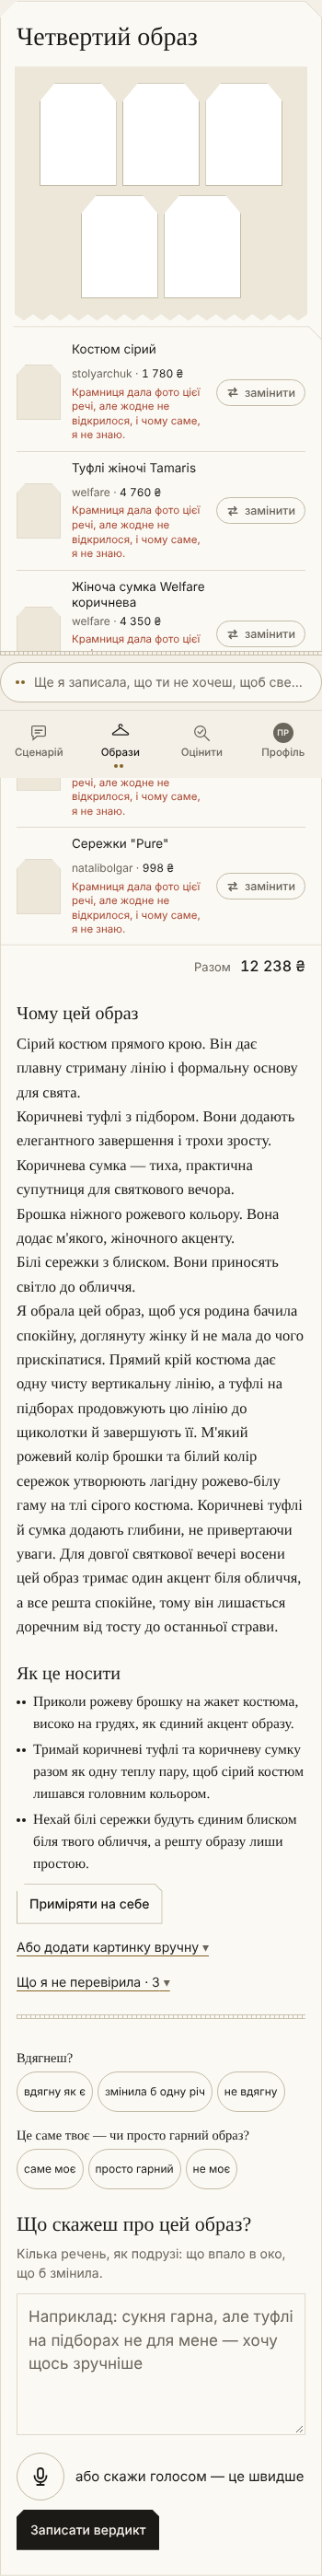 Четвертий образ
Костюм сірий
stolyarchuk · 1 780 ₴
Крамниця дала фото цієї
речі, але жодне не
відкрилося, і чому саме,
я не знаю.
замінити
Туфлі жіночі Tamaris
welfare · 4 760 ₴
Крамниця дала фото цієї
речі, але жодне не
відкрилося, і чому саме,
я не знаю.
замінити
Жіноча сумка Welfare
коричнева
welfare · 4 350 ₴
Крамниця дала фото цієї
замінити
Ще я записала, що ти не хочеш, щоб све...
Сценарій
Образи
Оцінити
ПР
Профіль
речі, але жодне не
відкрилося, і чому саме,
я не знаю.
Сережки "Pure"
natalibolgar · 998 ₴
Крамниця дала фото цієї
речі, але жодне не
відкрилося, і чому саме,
я не знаю.
замінити
Разом 12 238 ₴
Чому цей образ
Сірий костюм прямого крою. Він дає
плавну стриману лінію і формальну основу
для свята.
Коричневі туфлі з підбором. Вони додають
елегантного завершення і трохи зросту.
Коричнева сумка — тиха, практична
супутниця для святкового вечора.
Брошка ніжного рожевого кольору. Вона
додає м'якого, жіночного акценту.
Білі сережки з блиском. Вони приносять
світло до обличчя.
Я обрала цей образ, щоб уся родина бачила
спокійну, доглянуту жінку й не мала до чого
прискіпатися. Прямий крій костюма дає
одну чисту вертикальну лінію, а туфлі на
підборах продовжують цю лінію до
щиколотки й завершують її. М'який
рожевий колір брошки та білий колір
сережок утворюють лагідну рожево-білу
гаму на тлі сірого костюма. Коричневі туфлі
й сумка додають глибини, не привертаючи
уваги. Для довгої святкової вечері восени
цей образ тримає один акцент біля обличчя,
а все решта спокійне, тому він лишається
доречним від тосту до останньої страви.
Як це носити
Приколи рожеву брошку на жакет костюма,
високо на грудях, як єдиний акцент образу.
Тримай коричневі туфлі та коричневу сумку
разом як одну теплу пару, щоб сірий костюм
лишався головним кольором.
Нехай білі сережки будуть єдиним блиском
біля твого обличчя, а решту образу лиши
простою.
Приміряти на себе
Або додати картинку вручну ▾
Що я не перевірила · 3 ▾
Вдягнеш?
вдягну як є
змінила б одну річ
не вдягну
Це саме твоє — чи просто гарний образ?
саме моє
просто гарний
не моє
Що скажеш про цей образ?
Кілька речень, як подрузі: що впало в око,
що б змінила.
Наприклад: сукня гарна, але туфлі
на підборах не для мене — хочу
щось зручніше
або скажи голосом — це швидше
Записати вердикт